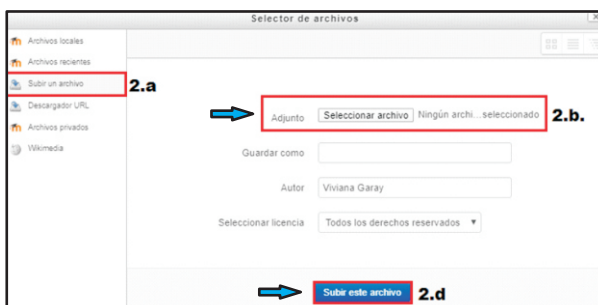 Selector de archivos
Archivos locales
Archivos recientes
Subir un archivo
2.a
Descargador URL
Archivos privados
Wikimedia
Adjunto
Seleccionar archivo
Ningún archi...seleccionado
2.b.
Guardar como
Autor
Viviana Garay
Seleccionar licencia
Todos los derechos reservados
Subir este archivo
2.d